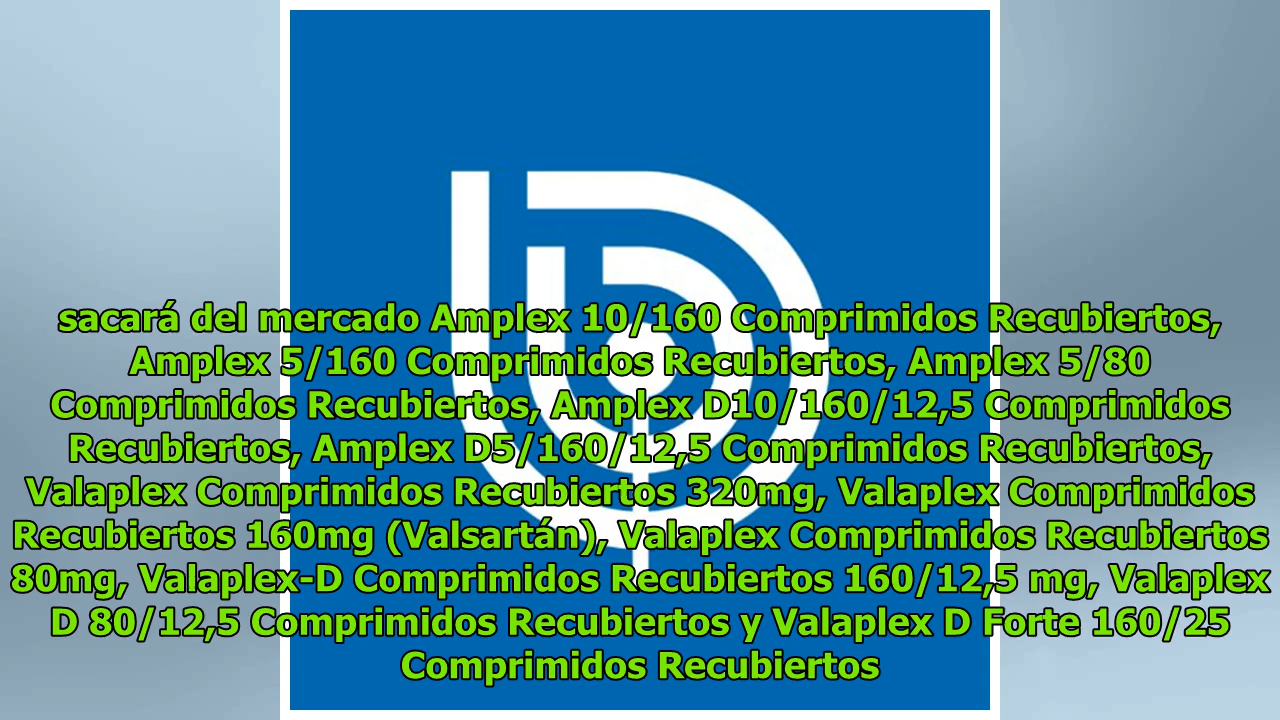 sacará del mercado Amplex 10/160 Comprimidos Recubiertos,
Amplex 5/160 Comprimidos Recubiertos, Amplex 5/80
Comprimidos Recubiertos, Amplex D10/160/12,5 Comprimidos
Recubiertos, Amplex D5/160/12,5 Comprimidos Recubiertos,
Valaplex Comprimidos Recubiertos 320mg, Valaplex Comprimidos
Recubiertos 160mg (Valsartán), Valaplex Comprimidos Recubiertos
80mg, Valaplex-D Comprimidos Recubiertos 160/12,5 mg, Valaplex
D 80/12,5 Comprimidos Recubiertos y Valaplex D Forte 160/25
Comprimidos Recubiertos